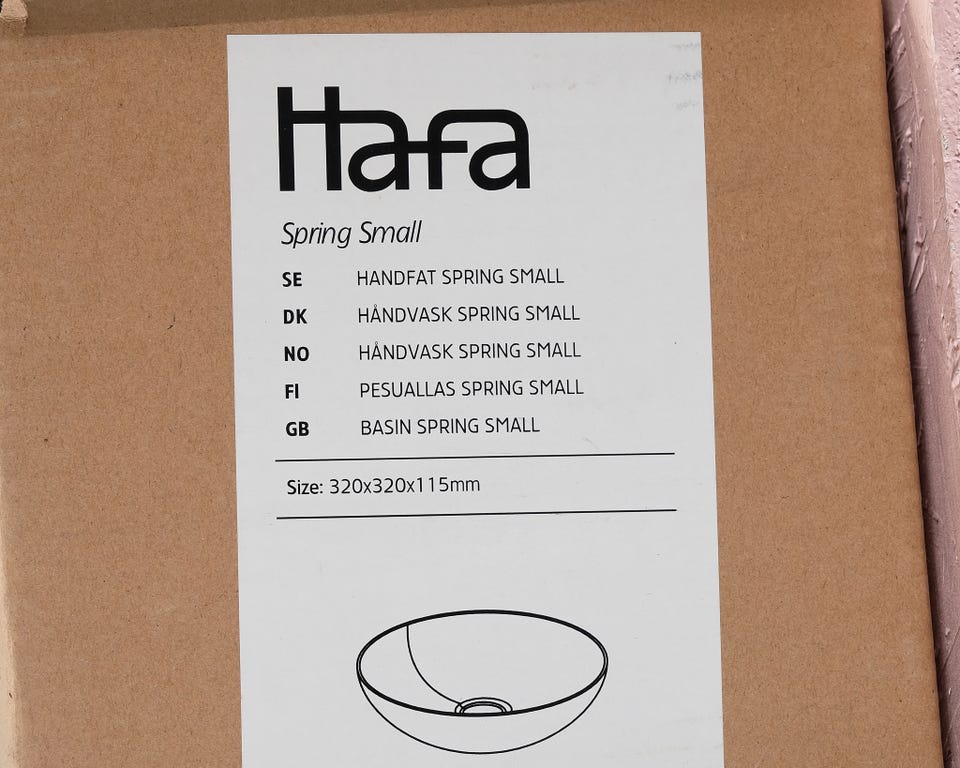 Hafa
Spring Small
SE HANDFAT SPRING SMALL
DK HÅNDVASK SPRING SMALL
NO HÅNDVASK SPRING SMALL
FI PESUALLAS SPRING SMALL
GB BASIN SPRING SMALL
Size: 320x320x115mm